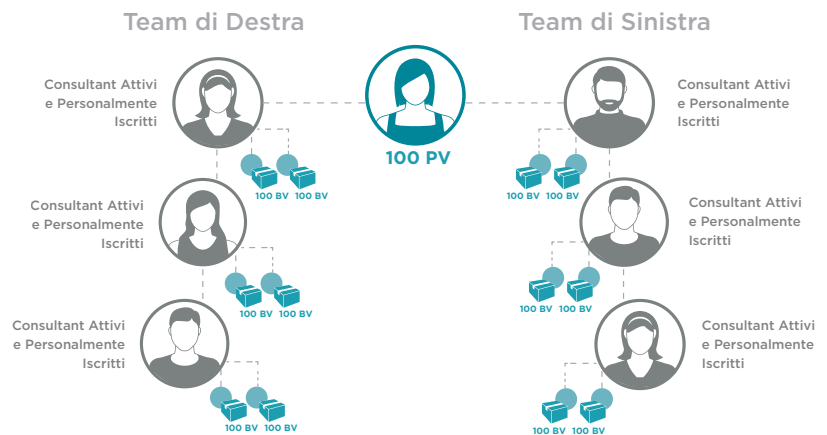 Team di Destra
Team di Sinistra
Consultant Attivi
e Personalmente
Iscritti
100 PV
Consultant Attivi
e Personalmente
Iscritti
100 BV 100 BV
100 BV 100 BV
Consultant Attivi
e Personalmente
Iscritti
Consultant Attivi
e Personalmente
Iscritti
100 BV 100 BV
100 BV 100 BV
Consultant Attivi
e Personalmente
Iscritti
Consultant Attivi
e Personalmente
Iscritti
100 BV 100 BV
100 BV 100 BV